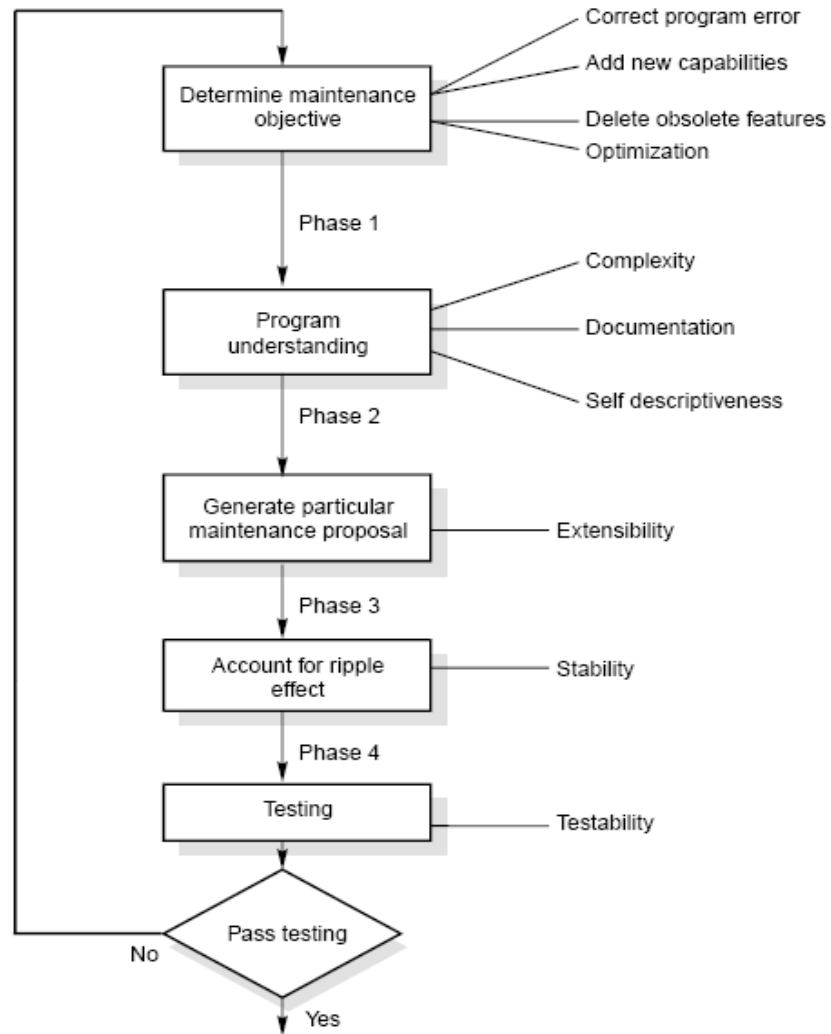 Correct program error
Add new capabilities
Determine maintenance
objective
Delete obsolete features
Optimization
Phase 1
Complexity
Program
understanding
Documentation
Self descriptiveness
Phase 2
Generate particular
maintenance proposal
Extensibility
Phase 3
Account for ripple
effect
Stability
Phase 4
Testing
Testability
Pass testing
No
Yes